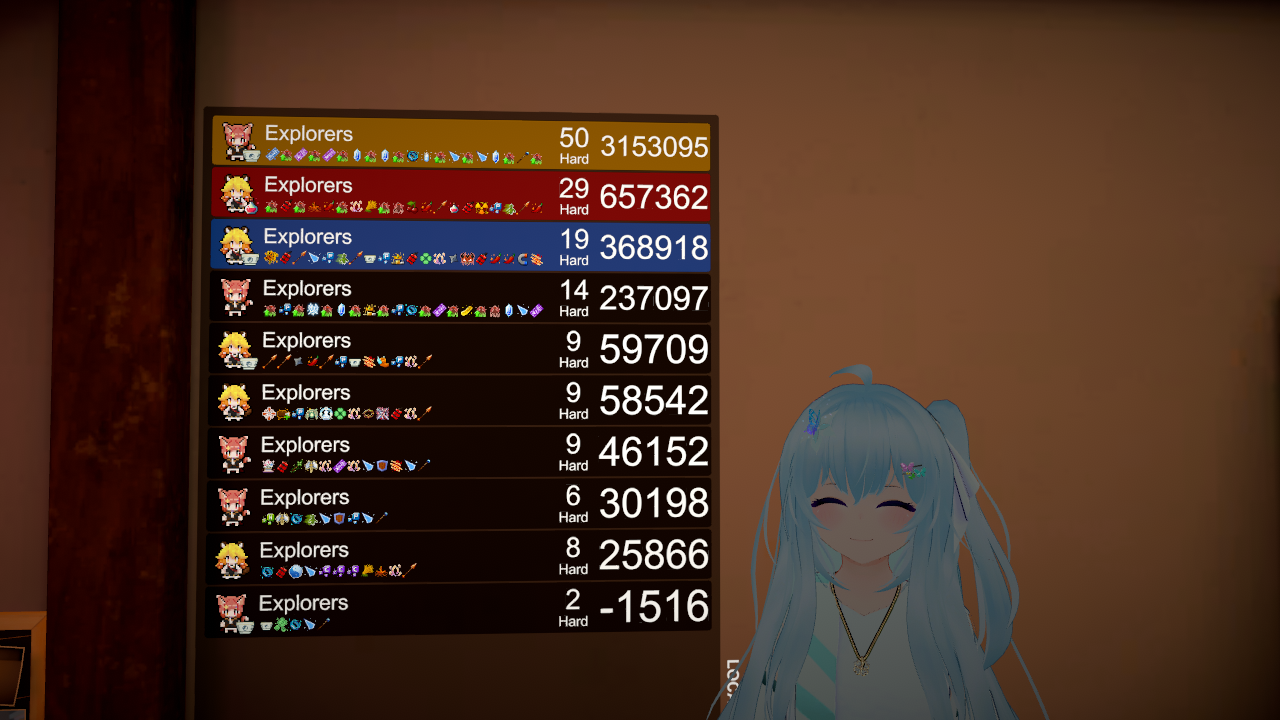 Explorers 50 Hard 3153095
Explorers 29 Hard 657362
Explorers 19 Hard 368918
Explorers 14 Hard 237097
Explorers 9 Hard 59709
Explorers 9 Hard 58542
Explorers 9 Hard 46152
Explorers 6 Hard 30198
Explorers 8 Hard 25866
Explorers 2 Hard -1516